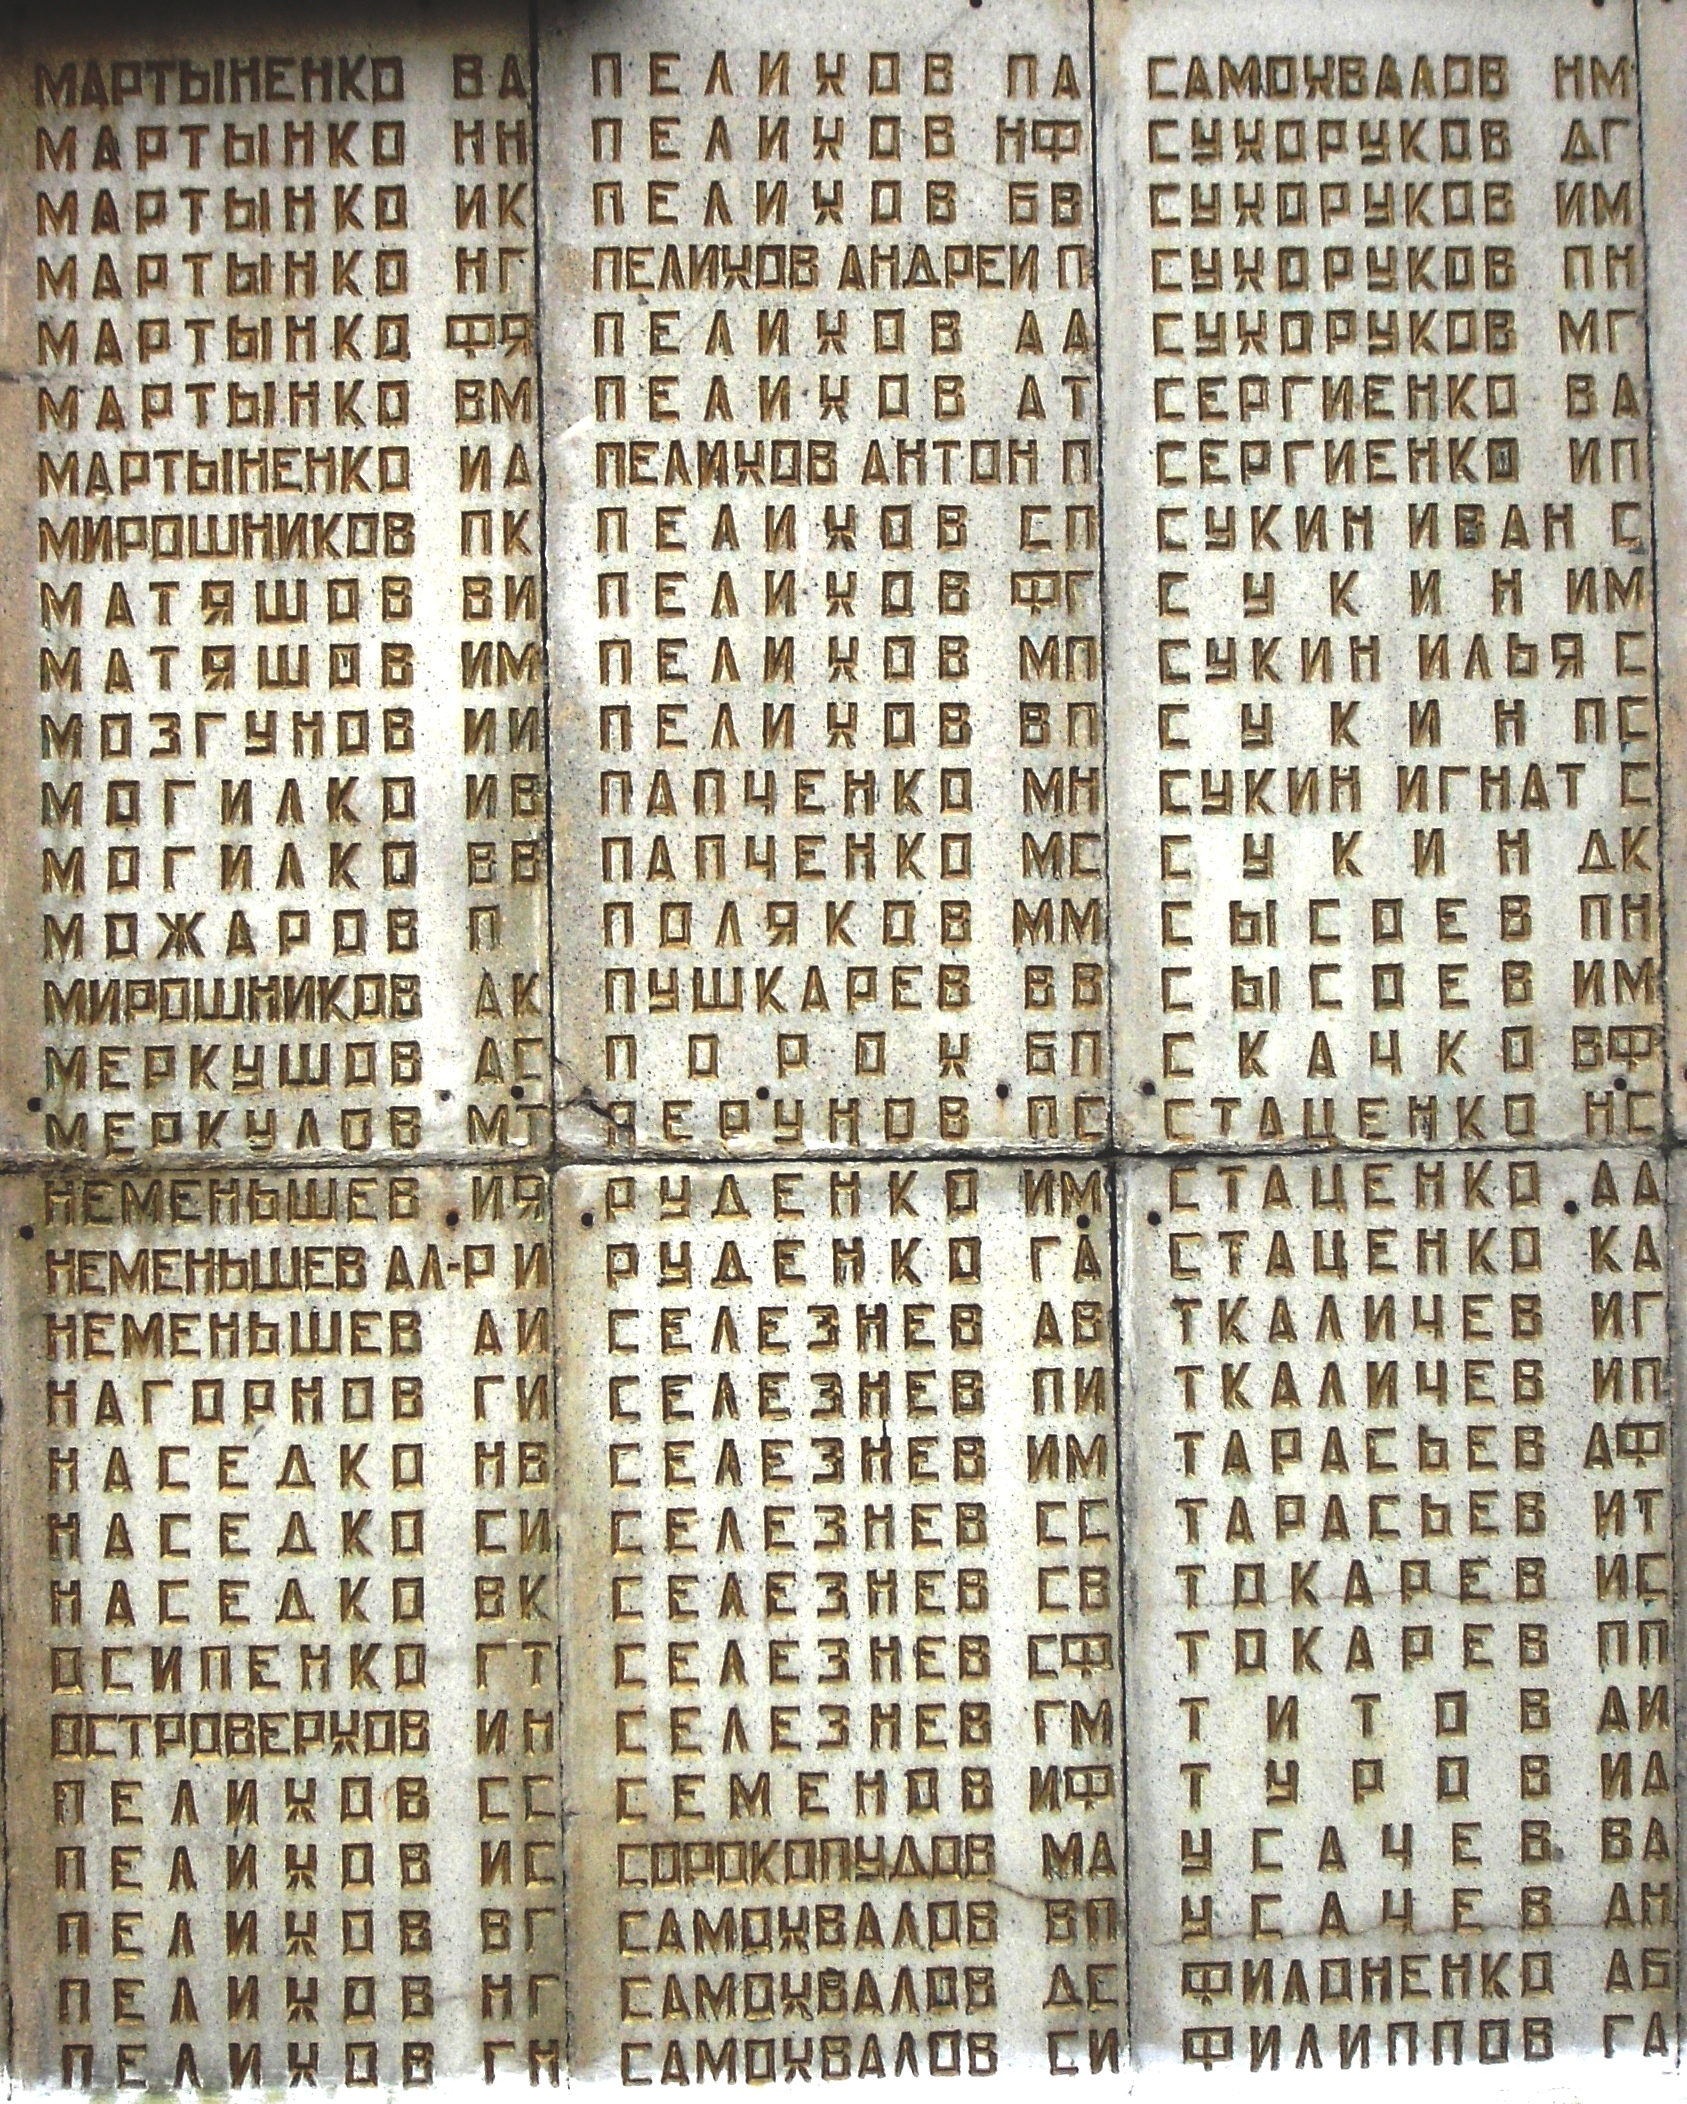 МАРТЫНЕНКО ВА
МАРТЫНКО НН
МАРТЫНКО ИК
МАРТЫНКО НГ
МАРТЫНКО ФЯ
МАРТЫНКО ВМ
МАРТЫНЕНКО ИА
МИРОШНИКОВ ПК
МАТЯШОВ ВИ
МАТЯШОВ ИМ
МОЗГУНОВ ИИ
МОГИЛКО ИВ
МОГИЛКО ВВ
МОЖАРОВ П
МИРОШНИКОВ АК
МЕРКУШОВ АС
МЕРКУЛОВ МТ
НЕМЕНЬШЕВ ИЯ
НЕМЕНЬШЕВ АЛ-Р И
НЕМЕНЬШЕВ АИ
НАГОРНОВ ГИ
НАСЕДКО НВ
НАСЕДКО СИ
НАСЕДКО ВК
ОСИПЕНКО ГТ
ОСТРОВЕРХОВ ИН
ПЕЛИХОВ СС
ПЕЛИХОВ ИС
ПЕЛИХОВ ВГ
ПЕЛИХОВ НГ
ПЕЛИХОВ ГН
ПЕЛИХОВ ПА
ПЕЛИХОВ НФ
ПЕЛИХОВ БВ
ПЕЛИХОВ АНДРЕИ П
ПЕЛИХОВ АА
ПЕЛИХОВ АТ
ПЕЛИХОВ АНТОН П
ПЕЛИХОВ СП
ПЕЛИХОВ ФГ
ПЕЛИХОВ МП
ПЕЛИХОВ ВП
ПАПЧЕНКО МН
ПАПЧЕНКО МС
ПОЛЯКОВ ММ
ПУШКАРЕВ ВВ
ПОРОХ БП
ПЕРУНОВ ПС
РУДЕНКО ИМ
РУДЕНКО ГА
СЕЛЕЗНЕВ АВ
СЕЛЕЗНЕВ ПИ
СЕЛЕЗНЕВ ИМ
СЕЛЕЗНЕВ СС
СЕЛЕЗНЕВ СВ
СЕЛЕЗНЕВ СФ
СЕЛЕЗНЕВ ГМ
СЕМЕНОВ ИФ
СОРОКОПУДОВ МА
САМОХВАЛОВ ВП
САМОХВАЛОВ ДС
САМОХВАЛОВ СИ
САМОХВАЛОВ НМ
СУХОРУКОВ ДГ
СУХОРУКОВ ИМ
СУХОРУКОВ ПН
СУХОРУКОВ МГ
СЕРГИЕНКО ВА
СЕРГИЕНКО ИП
СУКИН ИВАН С
СУКИН ИМ
СУКИН ИЛЬЯ С
СУКИН ПС
СУКИН ИГНАТ С
СУКИН ДК
СЫСОЕВ ПН
СЫСОЕВ ИМ
СКАЧКО ВФ
СТАЦЕНКО НС
СТАЦЕНКО АА
СТАЦЕНКО КА
ТКАЛИЧЕВ ИГ
ТКАЛИЧЕВ ИП
ТАРАСЬЕВ АФ
ТАРАСЬЕВ ИТ
ТОКАРЕВ ИС
ТОКАРЕВ ПП
ТИТОВ АИ
ТУРОВ ИА
УСАЧЕВ ВА
УСАЧЕВ АН
ФИЛОНЕНКО АБ
ФИЛИППОВ ГА